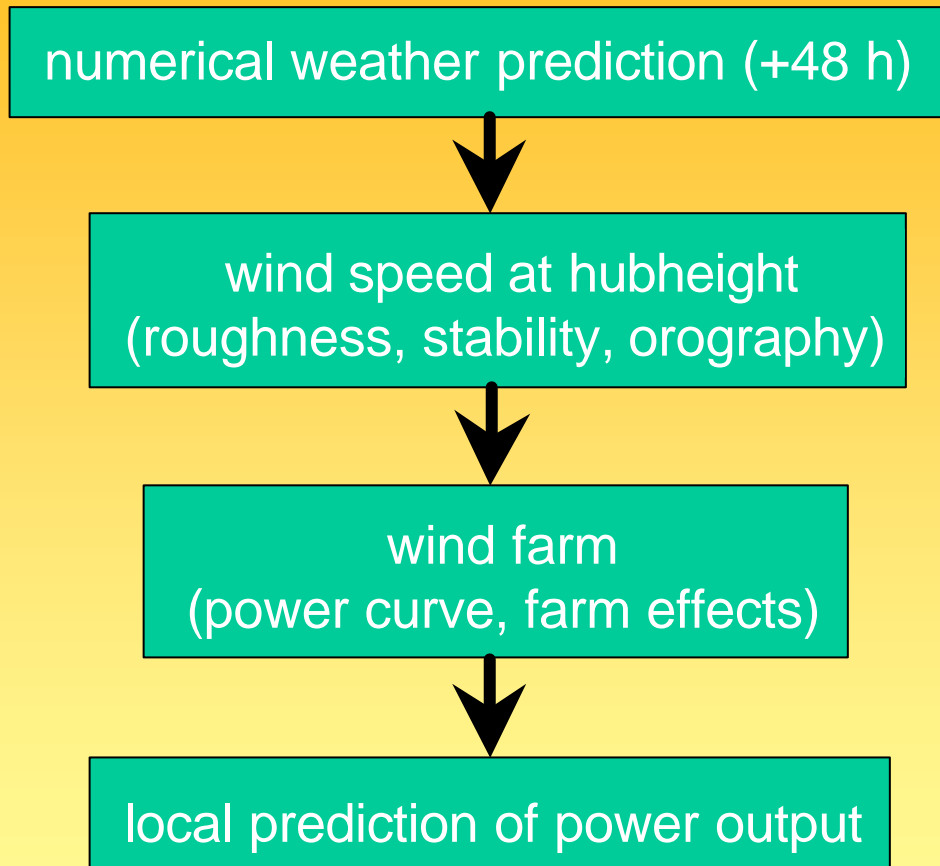 numerical weather prediction (+48 h)
wind speed at hubheight
(roughness, stability, orography)
wind farm
(power curve, farm effects)
local prediction of power output